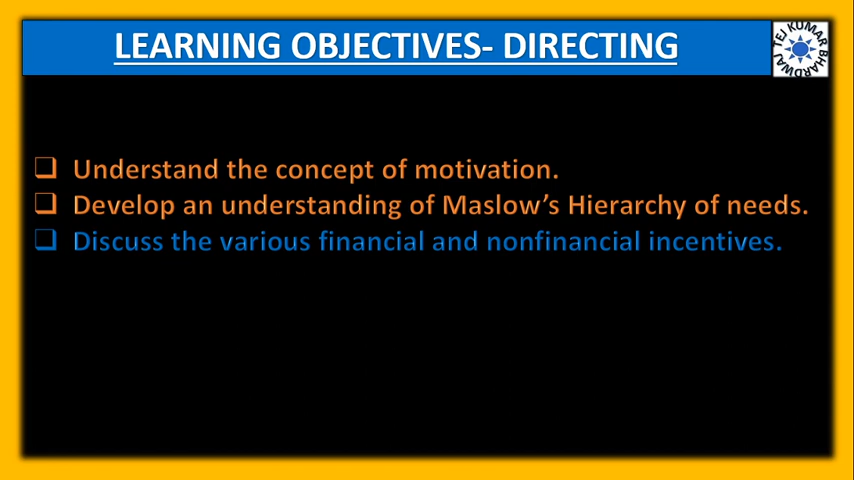 LEARNING OBJECTIVES- DIRECTING
TEJ KUMAR BHARDWAJ
Understand the concept of motivation.
Develop an understanding of Maslow’s Hierarchy of needs.
Discuss the various financial and nonfinancial incentives.